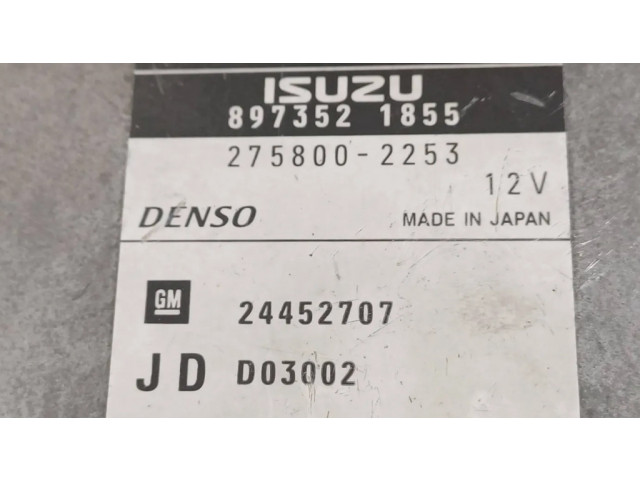 ISUZU
897352 1855
275800-2253
12V
DENSO MADE IN JAPAN
GM 24452707
JD D03002